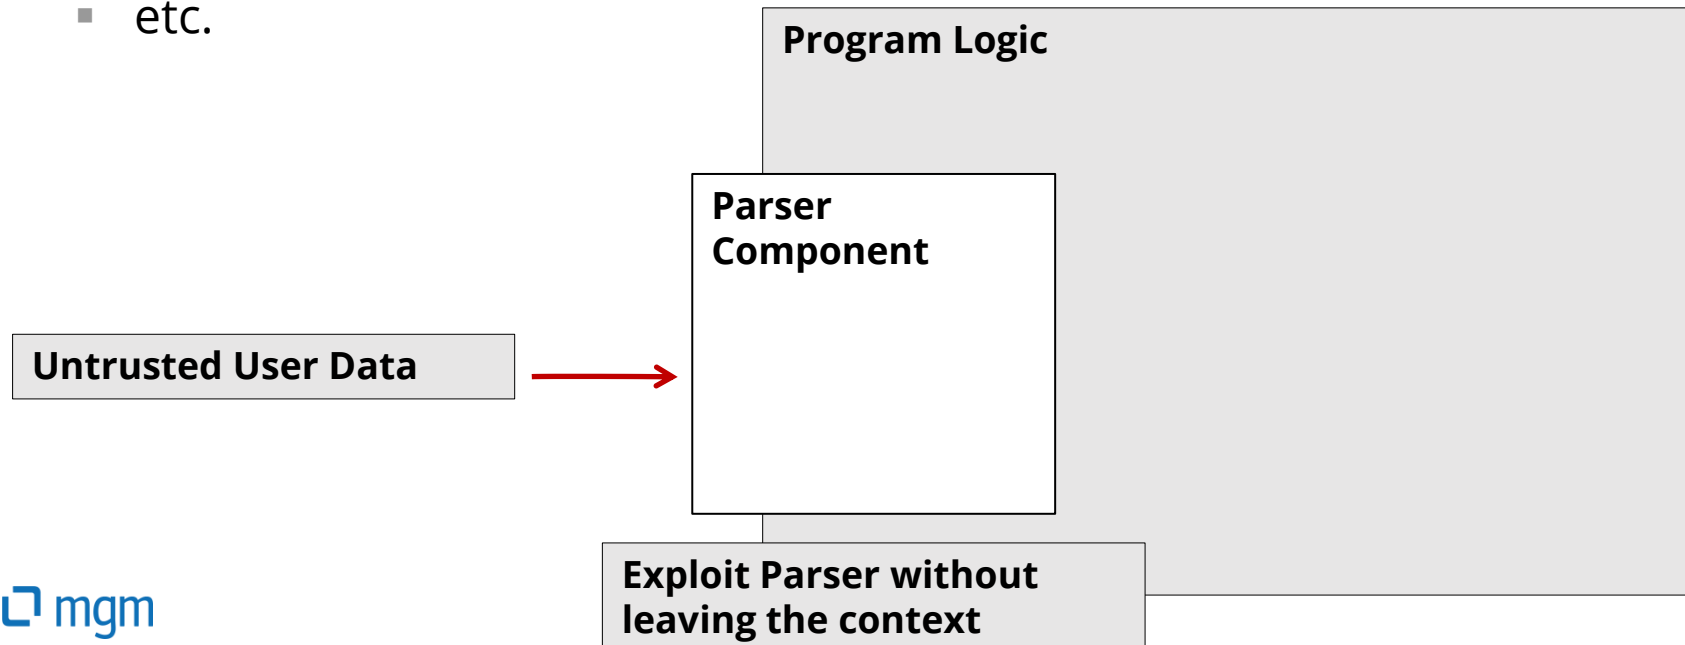 etc.
Program Logic
Parser
Component
Untrusted User Data
Exploit Parser without
leaving the context
mgm